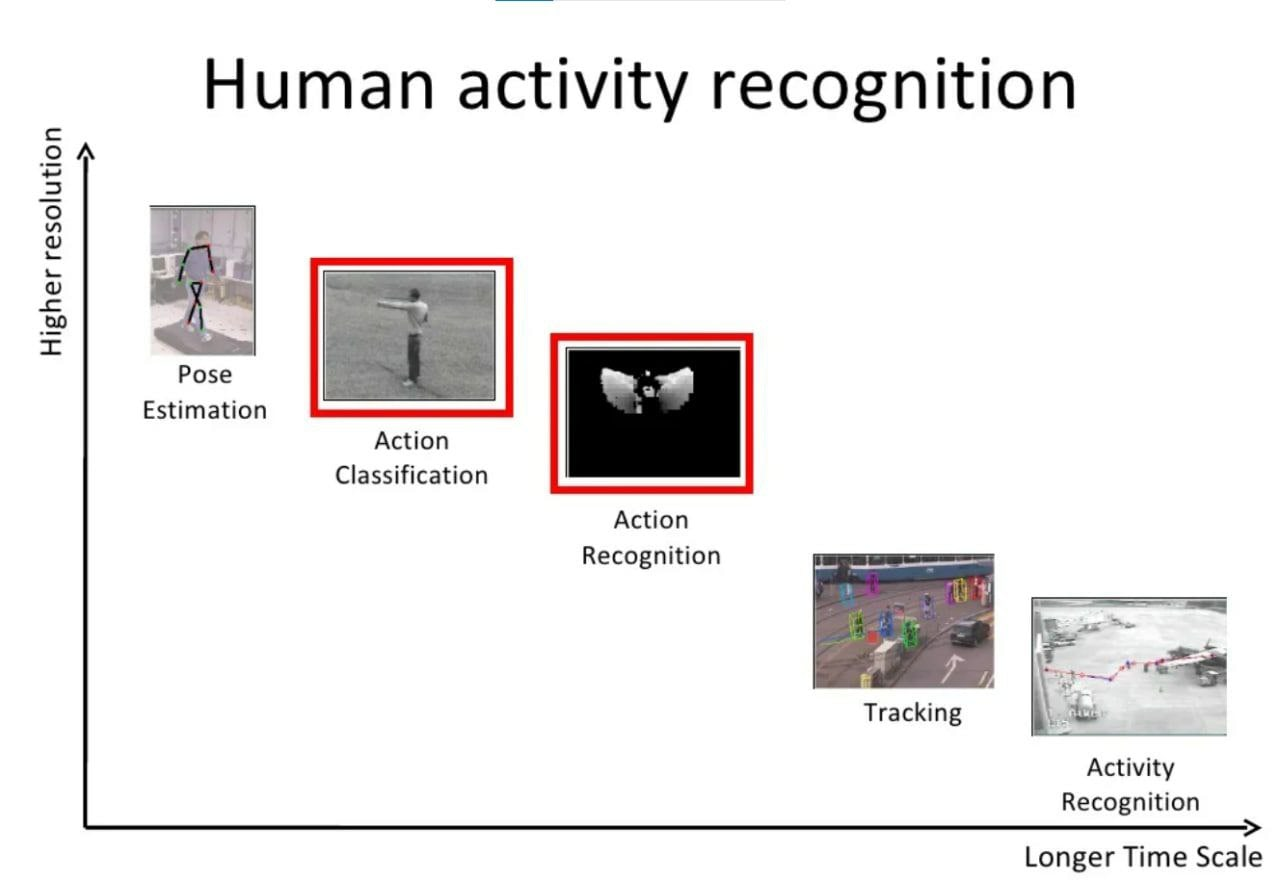 Human activity recognition
Higher resolution
Pose
Estimation
Action
Classification
Action
Recognition
Tracking
Activity
Recognition
Longer Time Scale